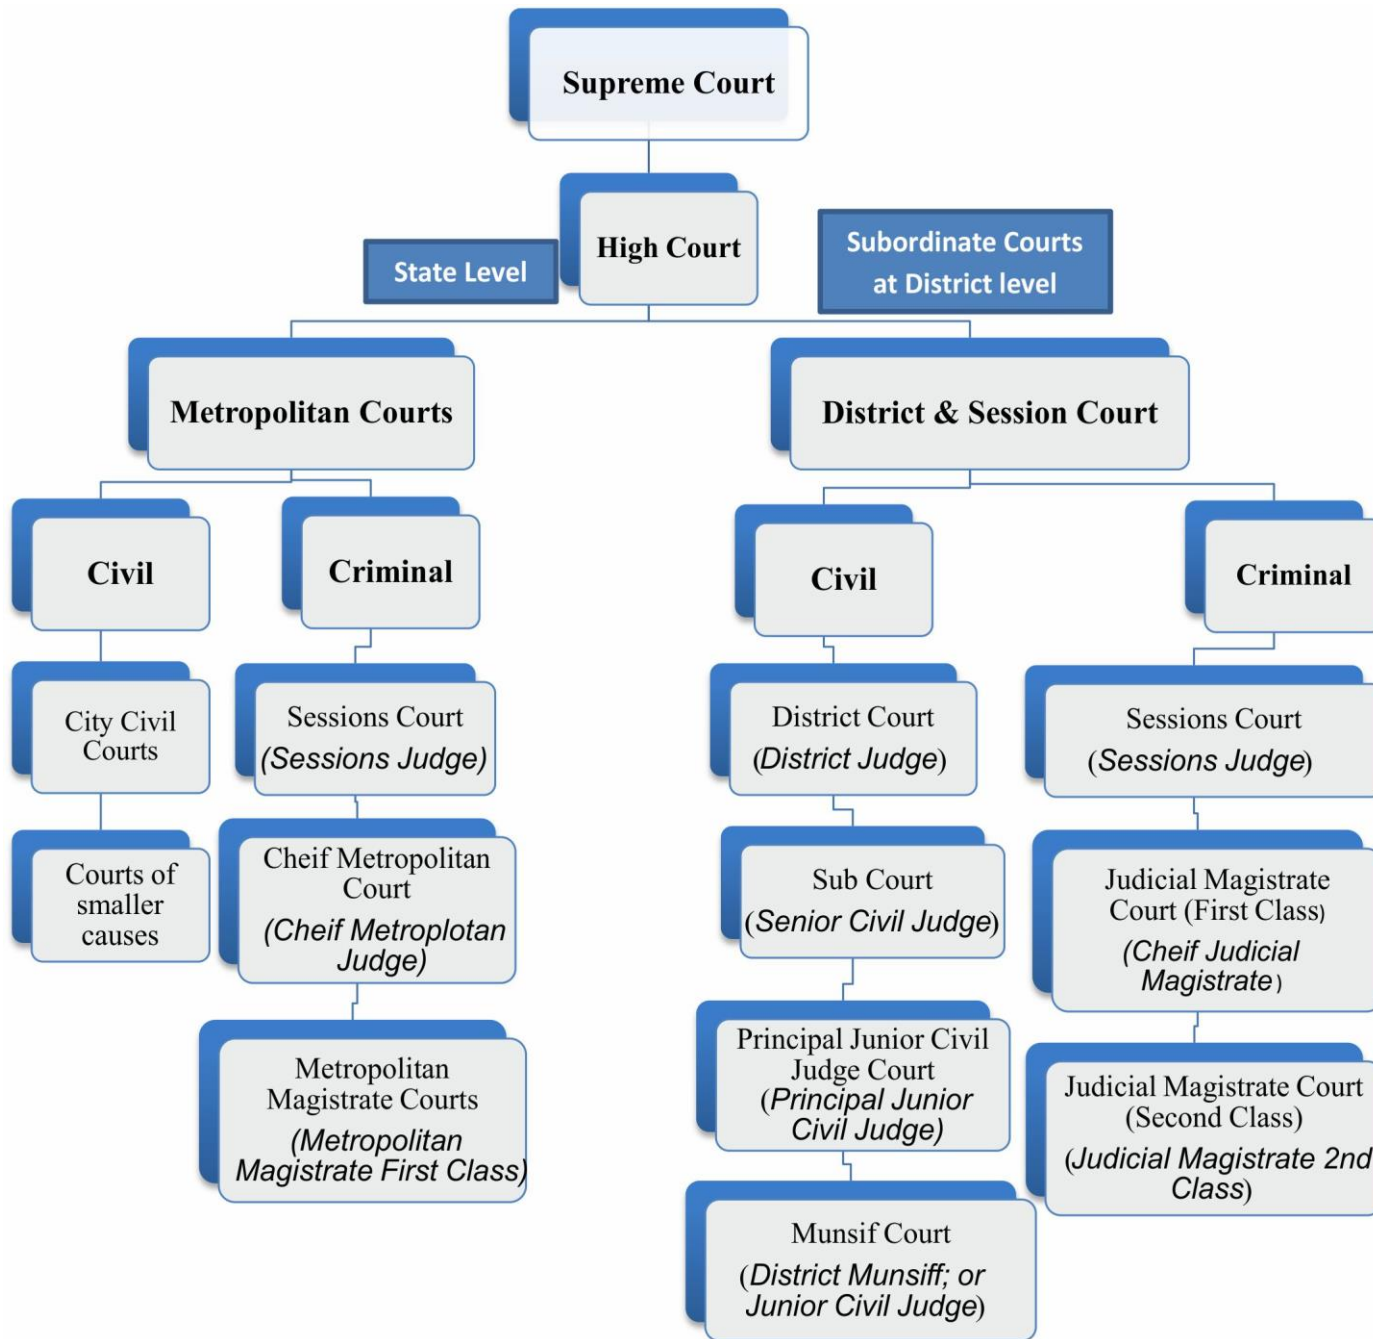 Supreme Court
High Court
State Level
Subordinate Courts
at District level
Metropolitan Courts
District & Session Court
Civil
Criminal
Civil
Criminal
City Civil
Courts
Sessions Court
(Sessions Judge)
District Court
(District Judge)
Sessions Court
(Sessions Judge)
Courts of
smaller
causes
Cheif Metropolitan
Court
(Cheif Metroplotan
Judge)
Sub Court
(Senior Civil Judge)
Judicial Magistrate
Court (First Class)
(Cheif Judicial
Magistrate)
Metropolitan
Magistrate Courts
(Metropolitan
Magistrate First Class)
Principal Junior Civil
Judge Court
(Principal Junior
Civil Judge)
Judicial Magistrate Court
(Second Class)
(Judicial Magistrate 2nd
Class)
Munsif Court
(District Munsiff; or
Junior Civil Judge)